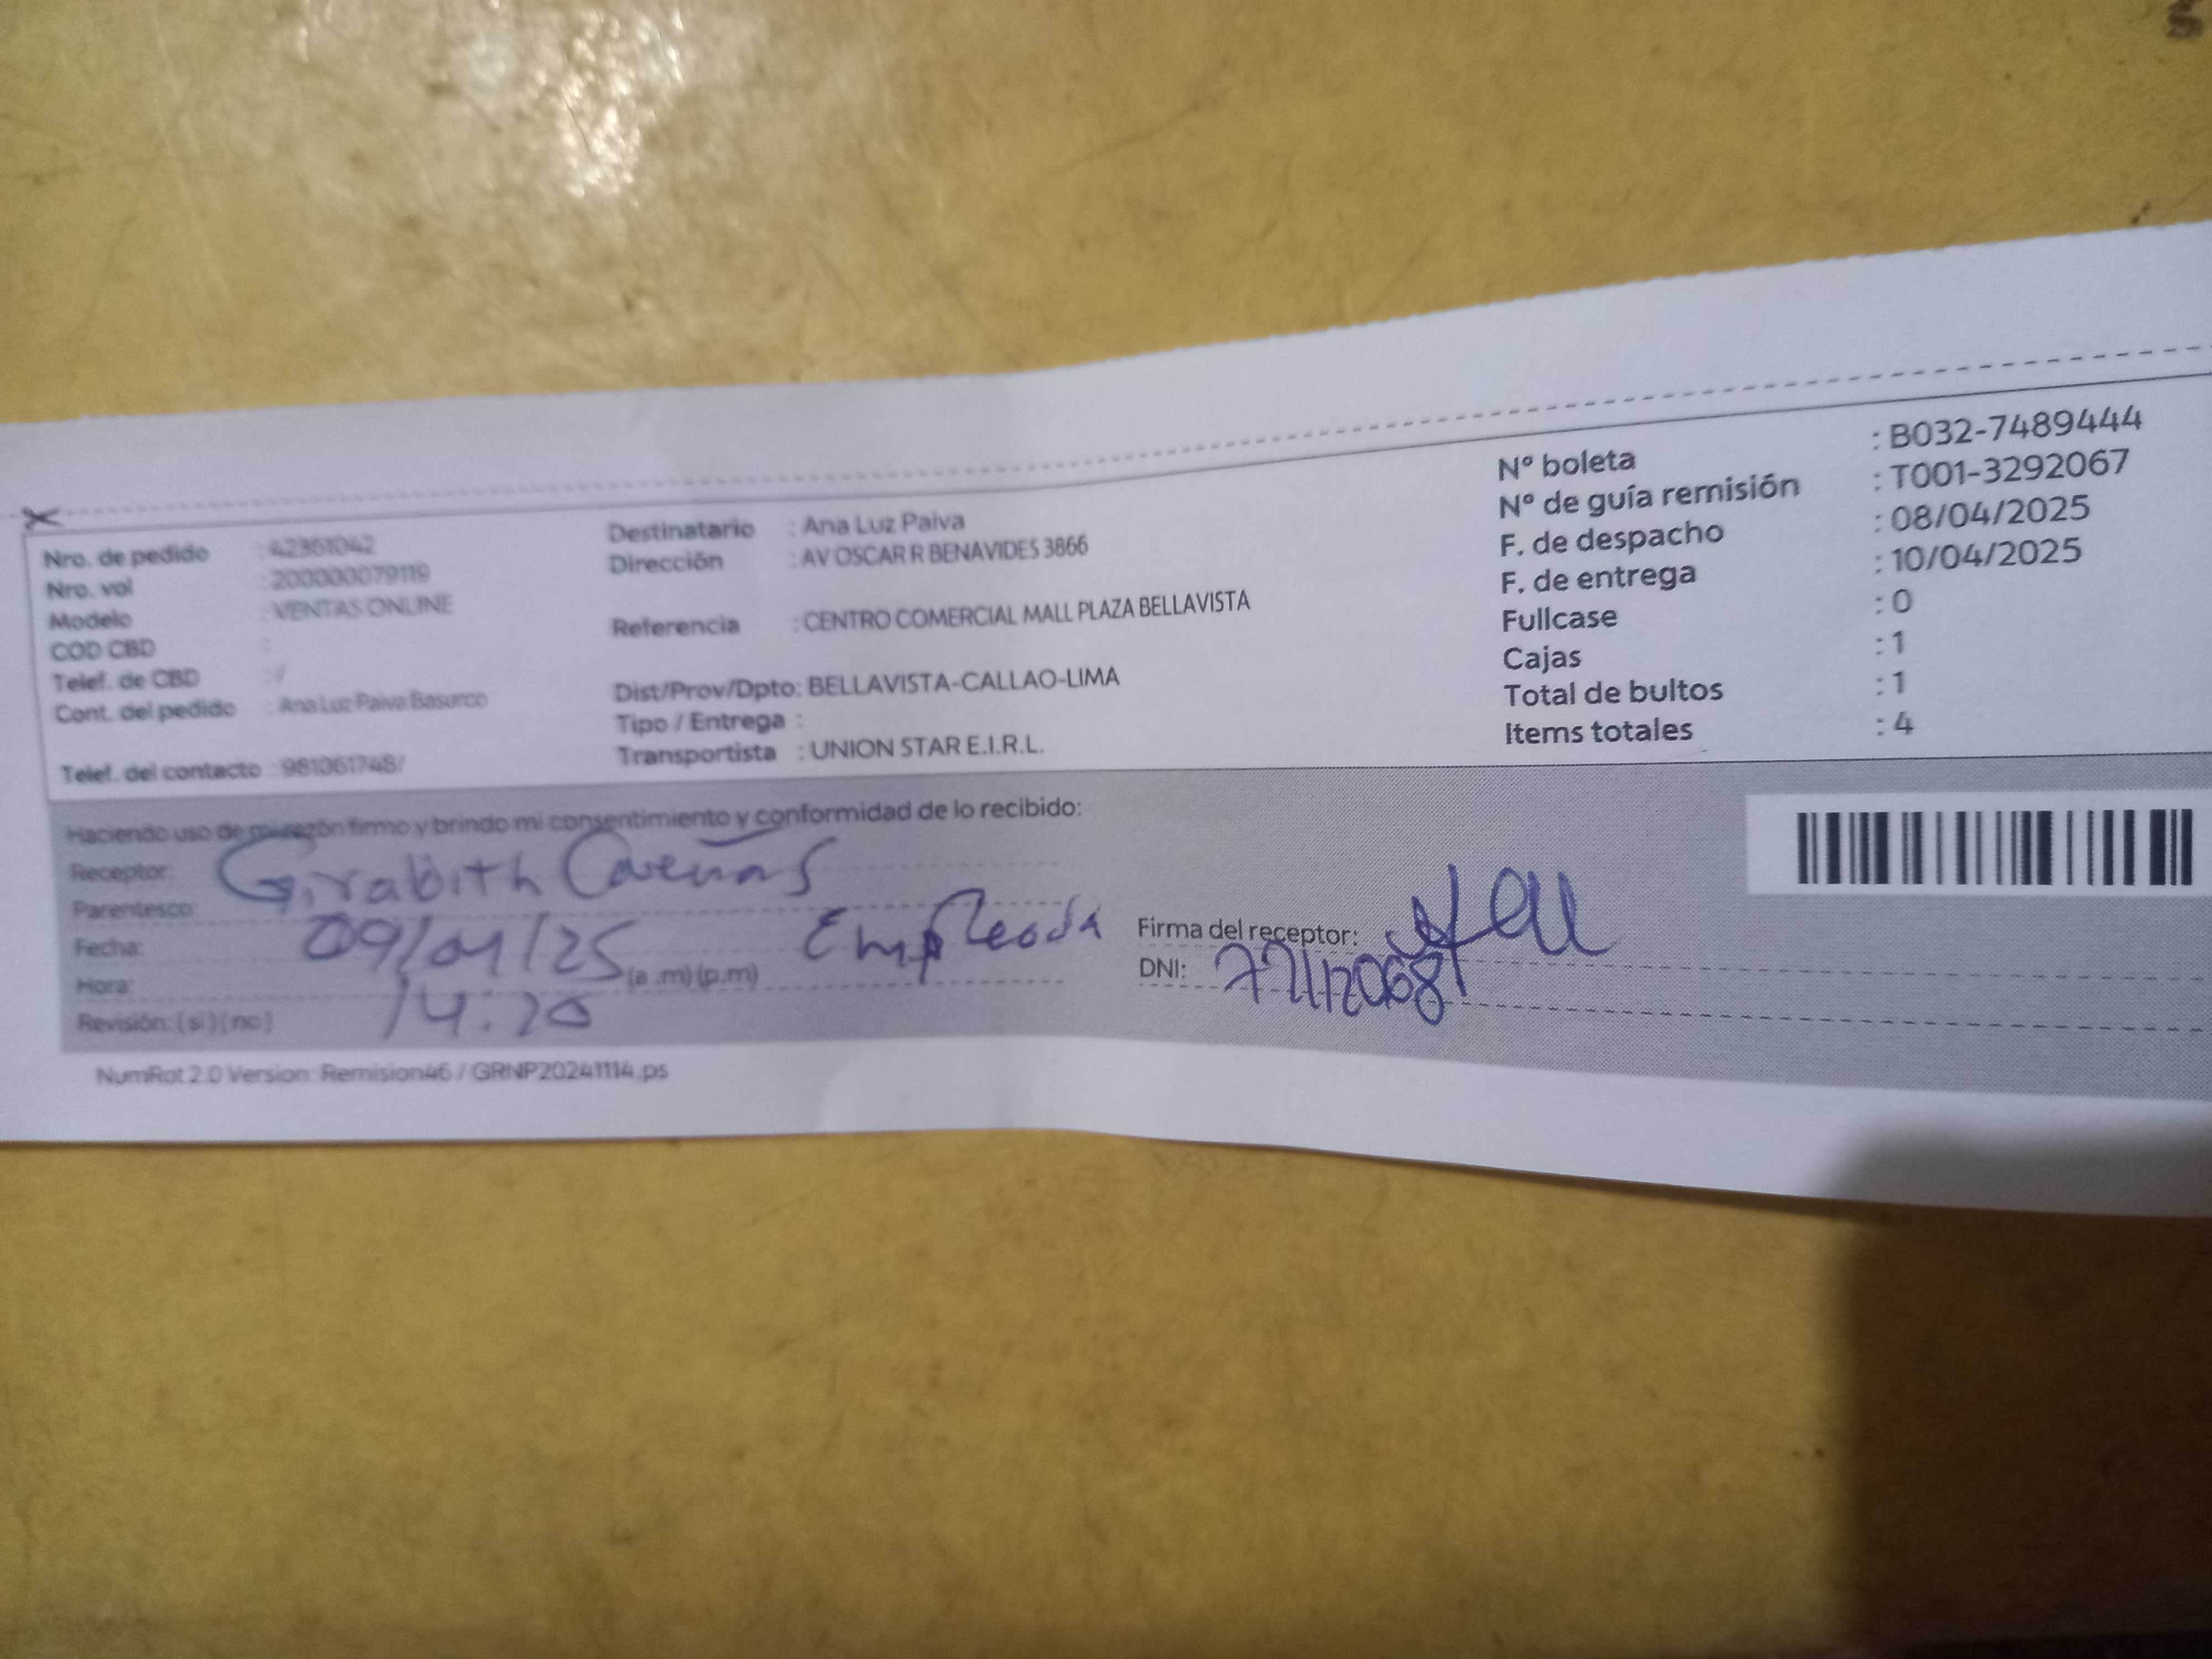 Nro. de pedido : 42361042
Nro. vol : 200000079119
Modelo : VENTAS ONLINE
COD CBD :
Telef. de CBD : /
Cont. del pedido : Ana Luz Paiva Basurco
Telef. del contacto : 981061748/
Destinatario : Ana Luz Paiva
Dirección : AV OSCAR R BENAVIDES 3866
Referencia : CENTRO COMERCIAL MALL PLAZA BELLAVISTA
Dist/Prov/Dpto: BELLAVISTA-CALLAO-LIMA
Tipo / Entrega :
Transportista : UNION STAR E.I.R.L.
Nº boleta : B032-7489444
Nº de guía remisión : T001-3292067
F. de despacho : 08/04/2025
F. de entrega : 10/04/2025
Fullcase : 0
Cajas : 1
Total de bultos : 1
Items totales : 4
Haciendo uso de mi razón firmo y brindo mi consentimiento y conformidad de lo recibido:
Receptor: Girabith
Parentesco: Empleada
Fecha: 09/04/25
Hora: 14:20 (a .m) (p.m)
Revisión: ( si ) ( no )
Firma del receptor:
DNI:
NumRot 2.0 Version: Remision46 / GRNP20241114.ps